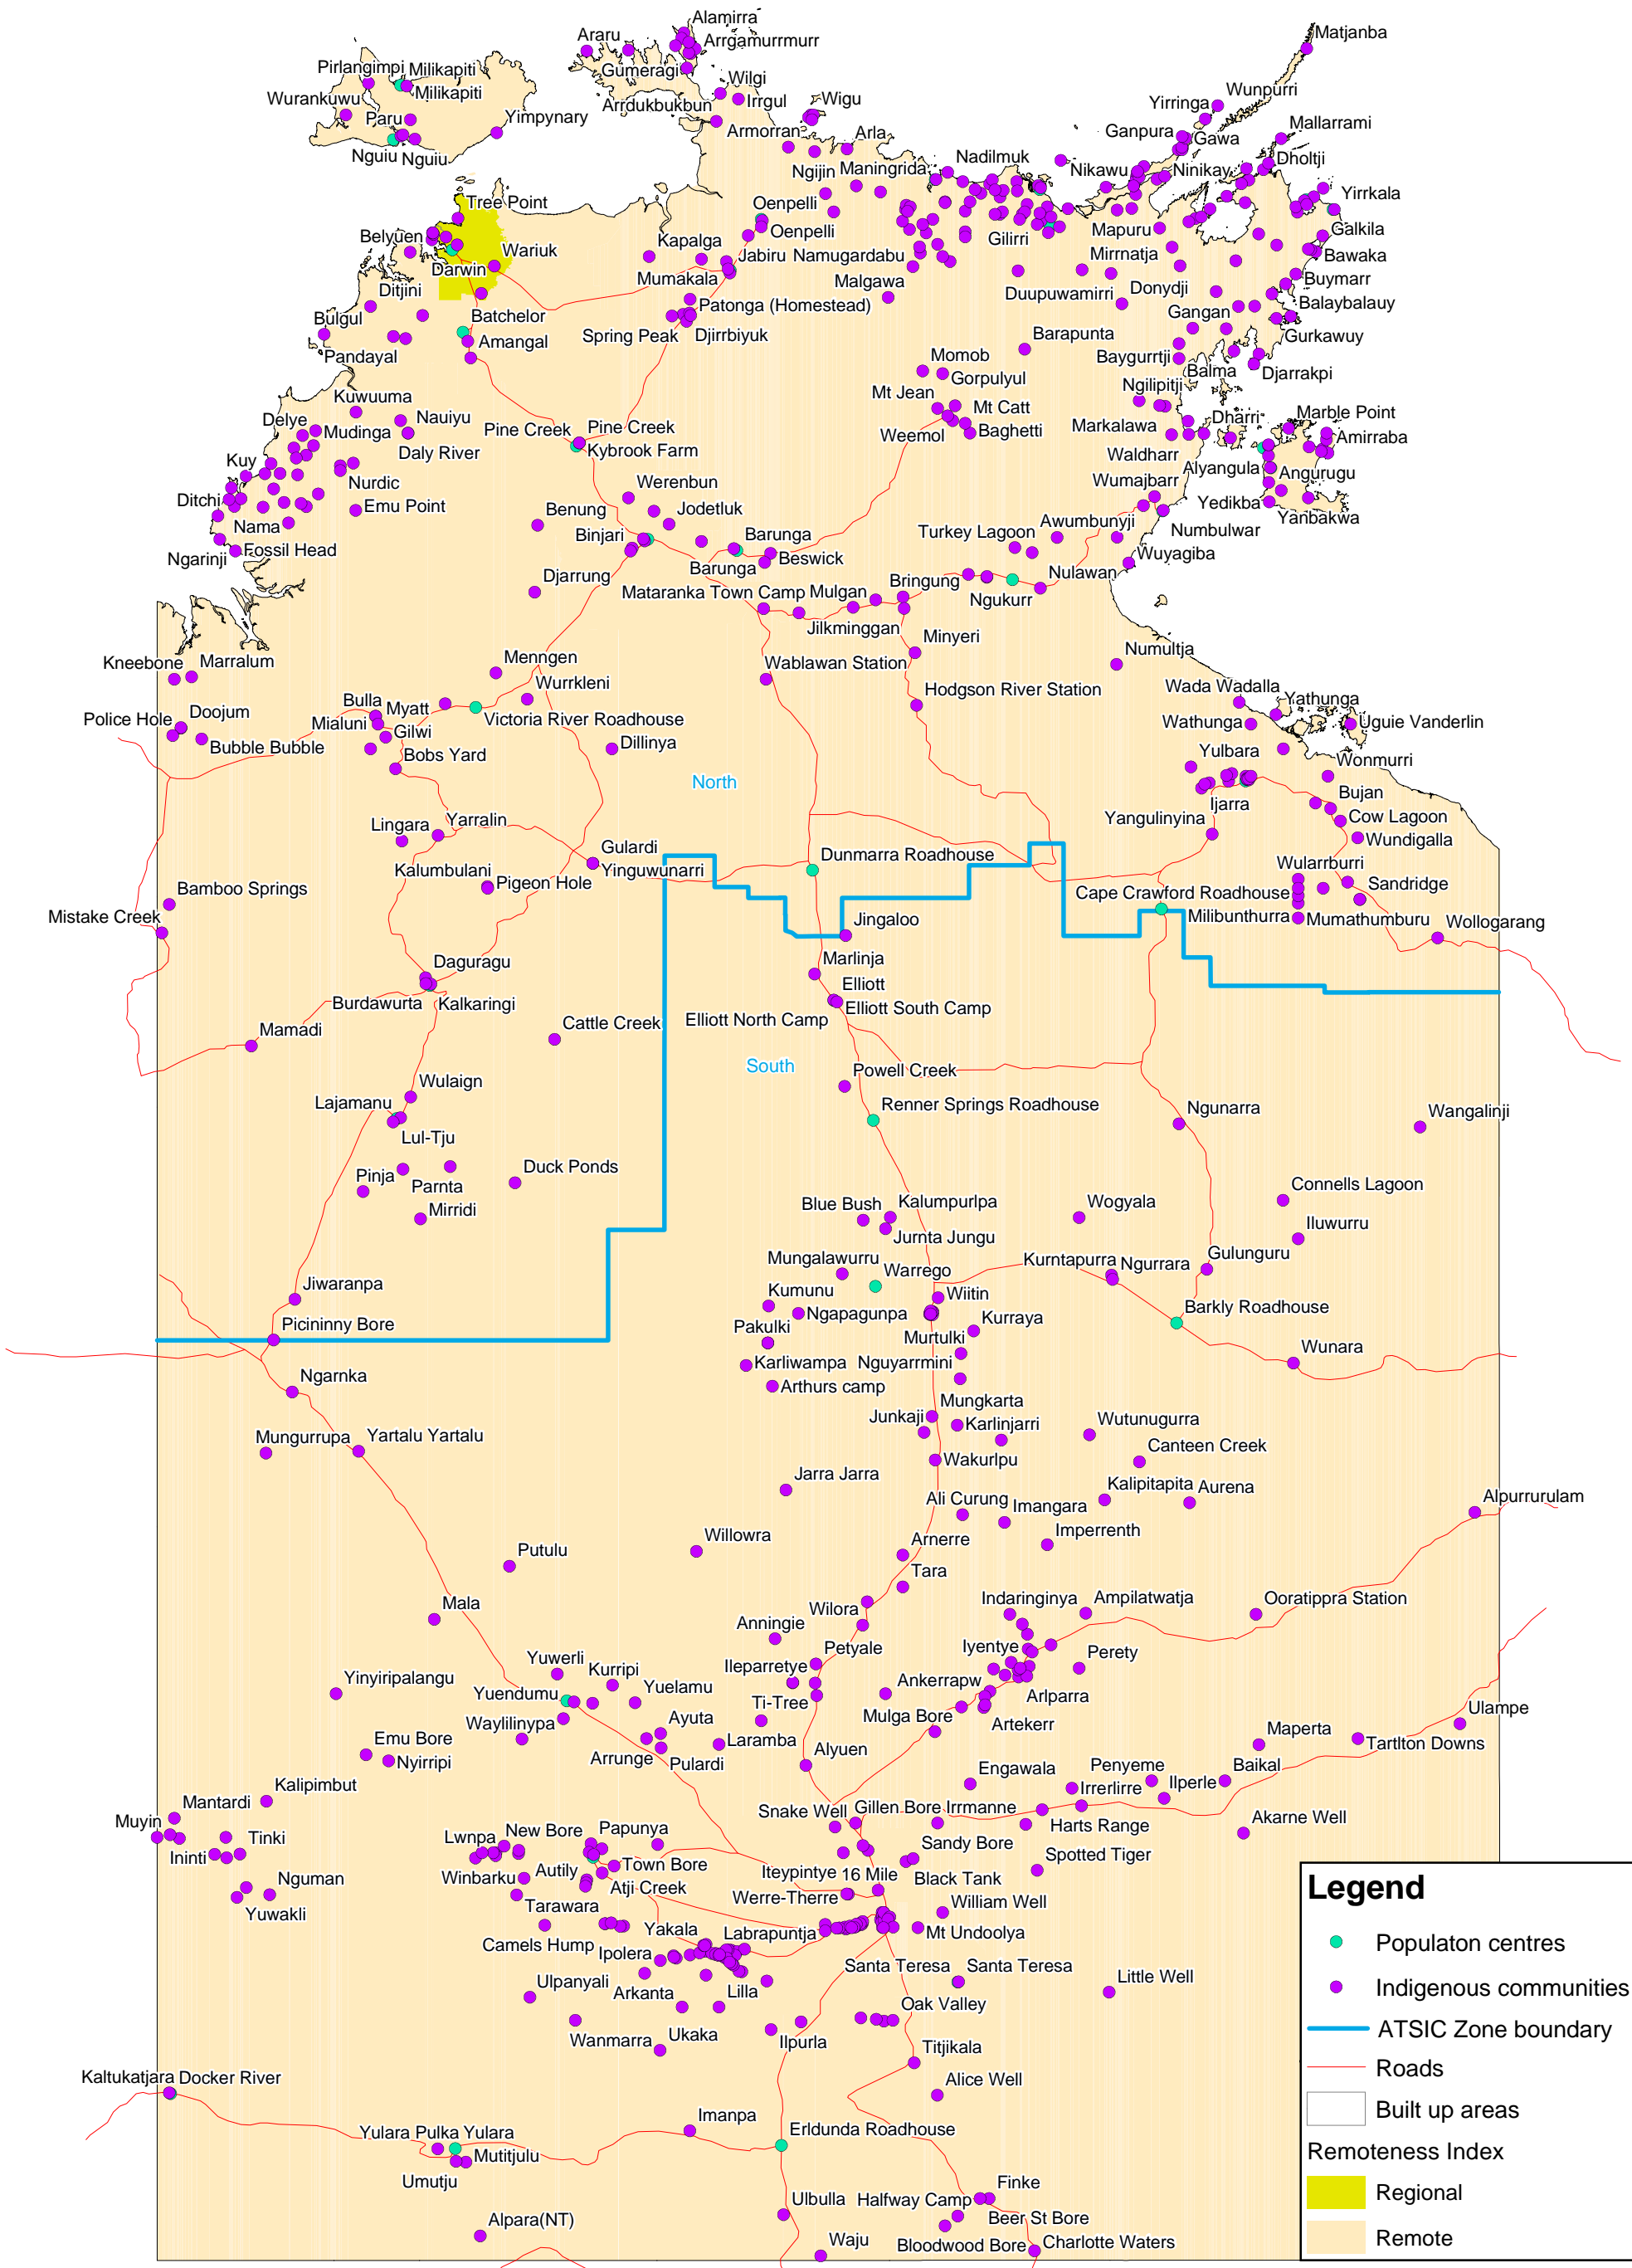 Alamirra
Araru
Arrgamurrmurr
Matjanba
Pirlangimpi
Milikapiti
Gumeragi
Wilgi
Wunpurri
Milikapiti
Wurankuwu
Arrdukbukbun
Irrgul
Wigu
Yirringa
Paru
Yimpynary
Armorran
Arla
Ganpura
Gawa
Mallarrami
Nguiu
Nguiu
Ngijin
Maningrida
Nadilmuk
Nikawu
Ninikay
Dholtji
Yirrkala
Tree Point
Oenpelli
Oenpelli
Belyuen
Wariuk
Kapalga
Gilirri
Mapuru
Galkila
Darwin
Jabiru
Namugardabu
Mirrnatja
Bawaka
Mumakala
Malgawa
Buymarr
Ditjini
Patonga (Homestead)
Duupuwamirri
Donydji
Balaybalauy
Bulgul
Batchelor
Spring Peak
Djirrbiyuk
Gangan
Gurkawuy
Amangal
Barapunta
Pandayal
Momob
Baygurrtji
Balma
Djarrakpi
Gorpulyul
Ngilipitji
Kuwuuma
Mt Jean
Delye
Nauiyu
Mt Catt
Dharri
Marble Point
Mudinga
Pine Creek
Pine Creek
Weemol
Baghetti
Markalawa
Amirraba
Daly River
Kybrook Farm
Waldharr
Kuy
Alyangula
Angurugu
Nurdic
Werenbun
Wumajbarr
Ditchi
Emu Point
Yedikba
Yanbakwa
Nama
Benung
Jodetluk
Turkey Lagoon
Awumbunyji
Numbulwar
Binjari
Barunga
Ngarinji
Fossil Head
Barunga
Beswick
Wuyagiba
Djarrung
Bringung
Nulawan
Mataranka Town Camp
Mulgan
Ngukurr
Jilkminggan
Minyeri
Kneebone
Marralum
Menngen
Wablawan Station
Numultja
Wurrkleni
Hodgson River Station
Wada Wadalla
Yathunga
Police Hole
Doojum
Bulla
Myatt
Mialuni
Gilwi
Victoria River Roadhouse
Wathunga
Uguie Vanderlin
Bubble Bubble
Bobs Yard
Dillinya
Yulbara
North
Wonmurri
Lingara
Yarralin
Yangulinyina
Ijarra
Bujan
Cow Lagoon
Wundigalla
Kalumbulani
Gulardi
Dunmarra Roadhouse
Wularrburri
Bamboo Springs
Pigeon Hole
Yinguwunarri
Cape Crawford Roadhouse
Sandridge
Mistake Creek
Jingaloo
Milibunthurra
Mumathumburu
Wollogarang
Daguragu
Marlinja
Burdawurta
Kalkaringi
Elliott
Elliott South Camp
Mamadi
Cattle Creek
Elliott North Camp
South
Powell Creek
Wulaign
Lajamanu
Renner Springs Roadhouse
Ngunarra
Wangalinji
Lul-Tju
Pinja
Parnta
Duck Ponds
Connells Lagoon
Mirridi
Blue Bush
Kalumpurlpa
Wogyala
Jurnta Jungu
Iluwurru
Mungalawurru
Kurntapurra
Ngurrara
Gulunguru
Jiwaranpa
Warrego
Kumunu
Wiitin
Picininny Bore
Ngapagunpa
Kurraya
Barkly Roadhouse
Pakulki
Murtulki
Wunara
Ngarnka
Karliwampa
Nguyarrmini
Arthurs camp
Mungkarta
Mungurrupa
Yartalu Yartalu
Junkaji
Karlinjarri
Wutunugurra
Wakurlpu
Canteen Creek
Jarra Jarra
Kalipitapita
Aurena
Ali Curung
Imangara
Alpurrurulam
Putulu
Willowra
Arnerre
Imperrenth
Tara
Mala
Wilora
Indaringinya
Ampilatwatja
Ooratippra Station
Anningie
Yuwerli
Petyale
Iyentye
Yinyiripalangu
Kurripi
Ileparretye
Ankerrapw
Perety
Yuendumu
Yuelamu
Ti-Tree
Arlparra
Waylilinypa
Ayuta
Mulga Bore
Artekerr
Ulampe
Emu Bore
Laramba
Maperta
Tartlton Downs
Nyirripi
Arrunge
Pulardi
Alyuen
Kalipimbut
Engawala
Penyeme
Baikal
Mantardi
Irrerlirre
Ilperle
Muyin
Snake Well
Gillen Bore
Irrmanne
Harts Range
Akarne Well
Tinki
Lwnpa
New Bore
Papunya
Sandy Bore
Ininti
Town Bore
Iteypintye
16 Mile
Spotted Tiger
Nguman
Winbarku
Autily
Black Tank
Legend
Yuwakli
Atji Creek
Werre-Therre
William Well
Tarawara
Yakala
Labrapuntja
Mt Undoolya
Populaton centres
Camels Hump
Ipolera
Santa Teresa
Santa Teresa
Indigenous communities
Ulpanyali
Arkanta
Lilla
Little Well
Oak Valley
ATSIC Zone boundary
Wanmarra
Ukaka
Ilpurla
Titjikala
Roads
Kaltukatjara
Docker River
Alice Well
Built up areas
Yulara Pulka
Yulara
Imanpa
Erldunda Roadhouse
Remoteness Index
Mutitjulu
Umutju
Finke
Regional
Ulbulla
Halfway Camp
Alpara(NT)
Beer St Bore
Remote
Waju
Bloodwood Bore
Charlotte Waters